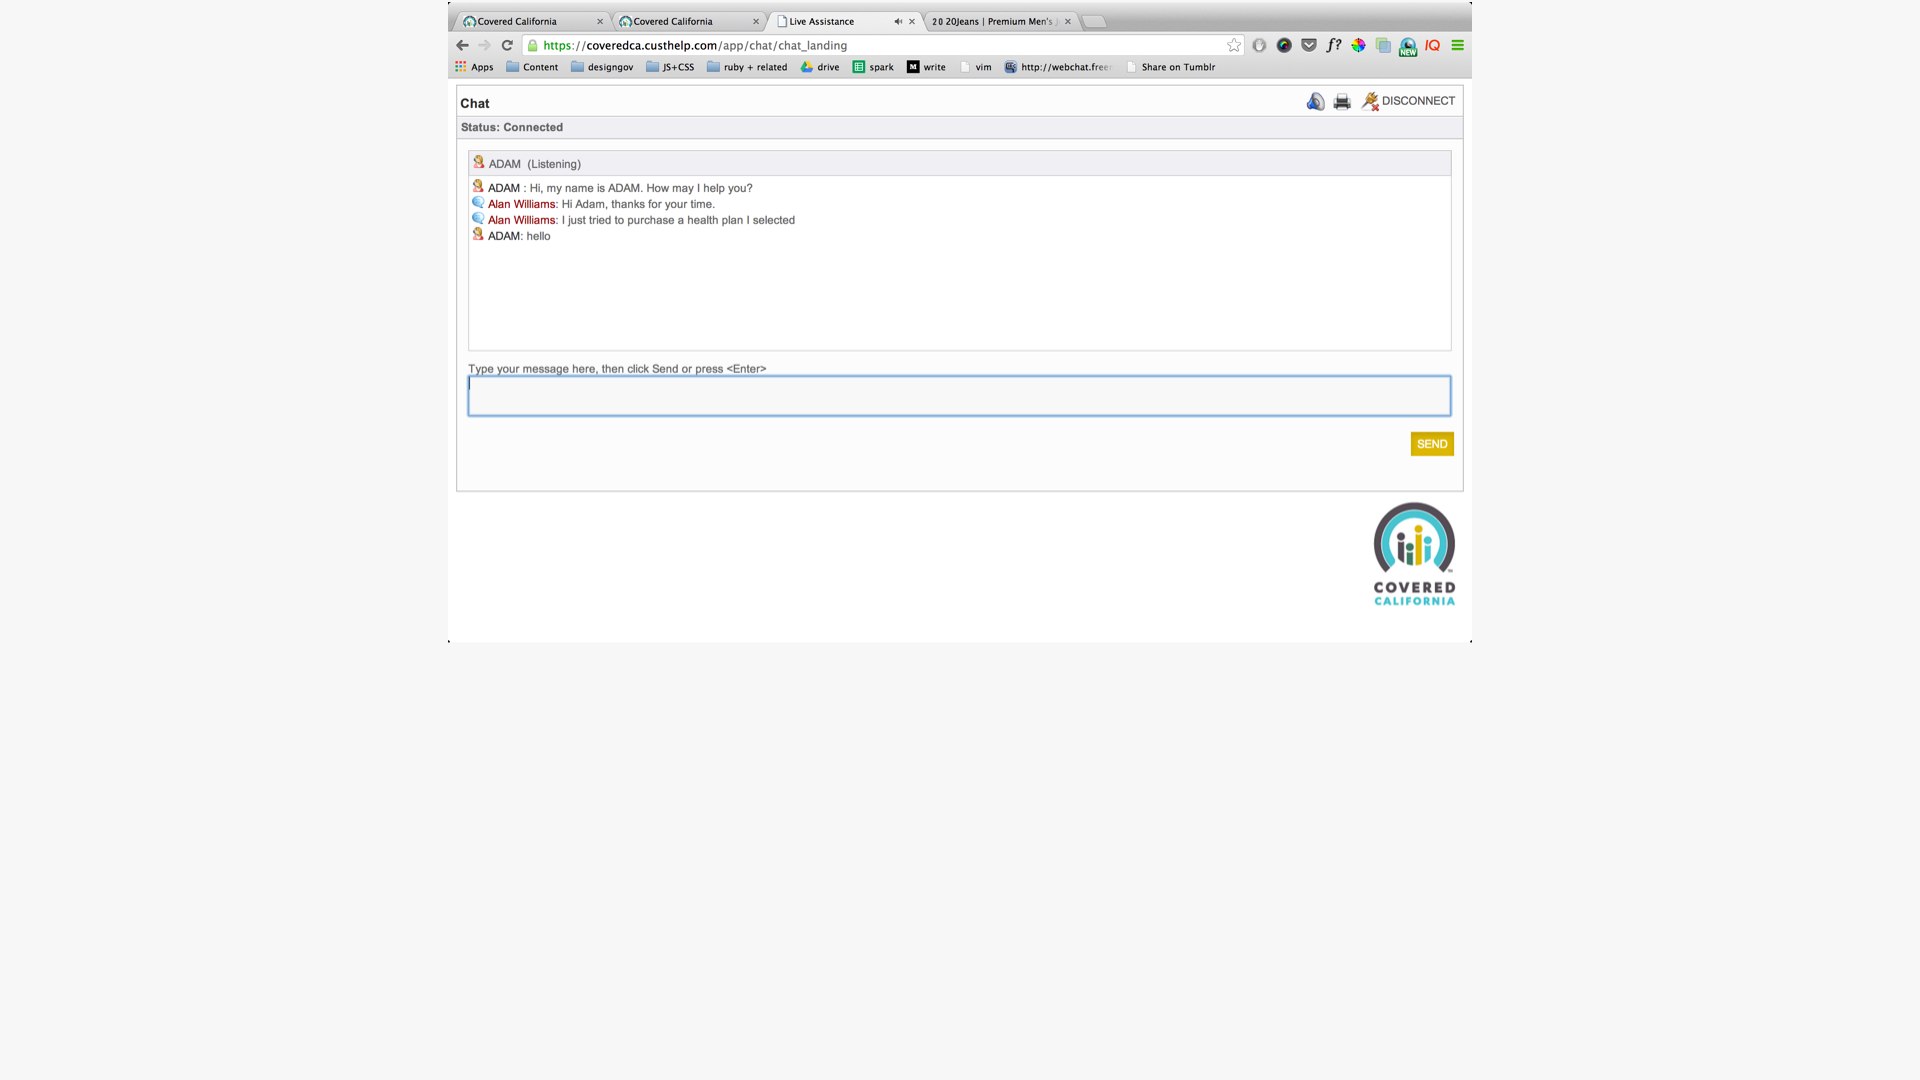 Covered California
Covered California
Live Assistance
20 20Jeans | Premium Men's
https://coveredca.custhelp.com/app/chat/chat_landing
f?
NEW
IQ
Apps
Content
designgov
JS+CSS
ruby + related
drive
spark
M write
vim
http://webchat.free
Share on Tumblr
Chat
DISCONNECT
Status: Connected
ADAM (Listening)
ADAM : Hi, my name is ADAM. How may I help you?
Alan Williams: Hi Adam, thanks for your time.
Alan Williams: I just tried to purchase a health plan I selected
ADAM: hello
Type your message here, then click Send or press <Enter>
SEND
COVERED
CALIFORNIA